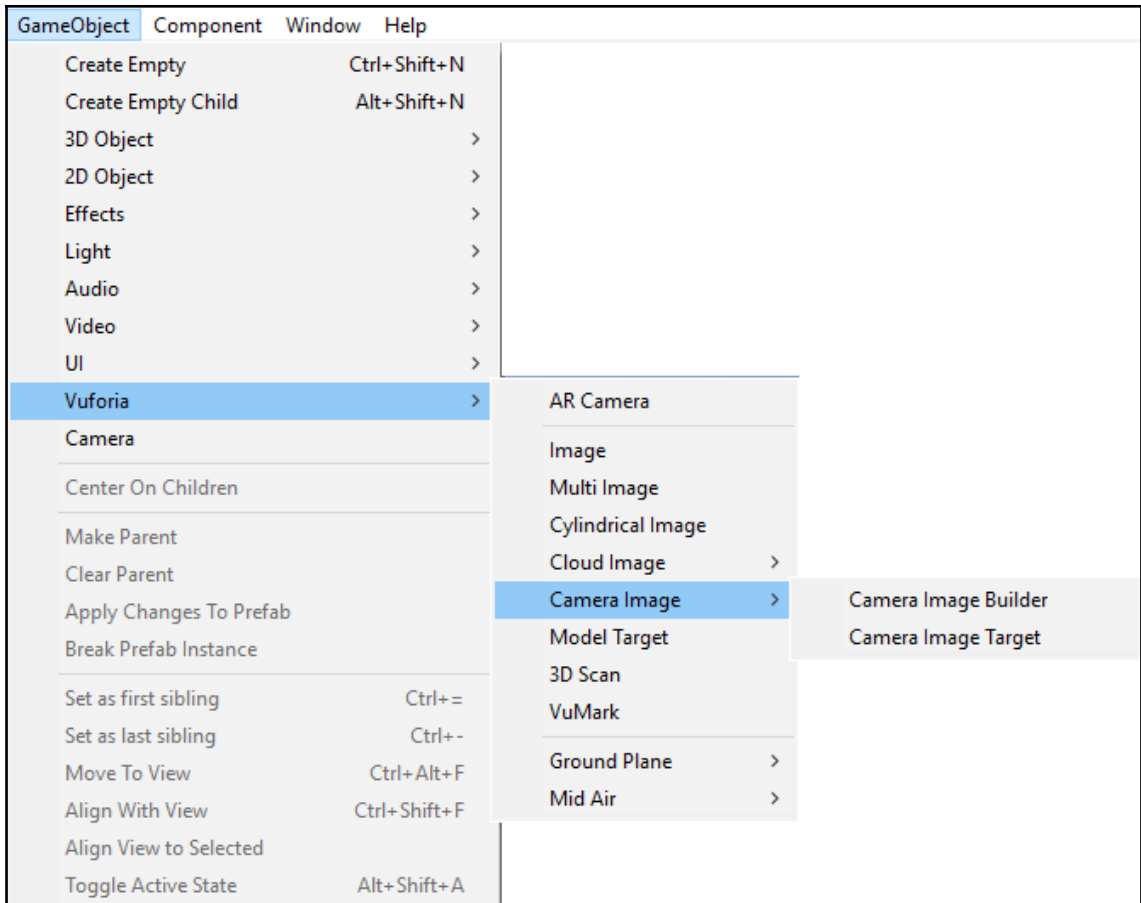 GameObject Component Window Help
Create Empty Ctrl+Shift+N
Create Empty Child Alt+Shift+N
3D Object >
2D Object >
Effects >
Light >
Audio >
Video >
UI >
Vuforia > AR Camera
Camera
Image
Center On Children Multi Image
Make Parent Cylindrical Image
Clear Parent Cloud Image >
Apply Changes To Prefab Camera Image > Camera Image Builder
Break Prefab Instance Model Target Camera Image Target
3D Scan
Set as first sibling Ctrl+=
VuMark
Set as last sibling Ctrl+-
Move To View Ctrl+Alt+F Ground Plane >
Align With View Ctrl+Shift+F Mid Air >
Align View to Selected
Toggle Active State Alt+Shift+A